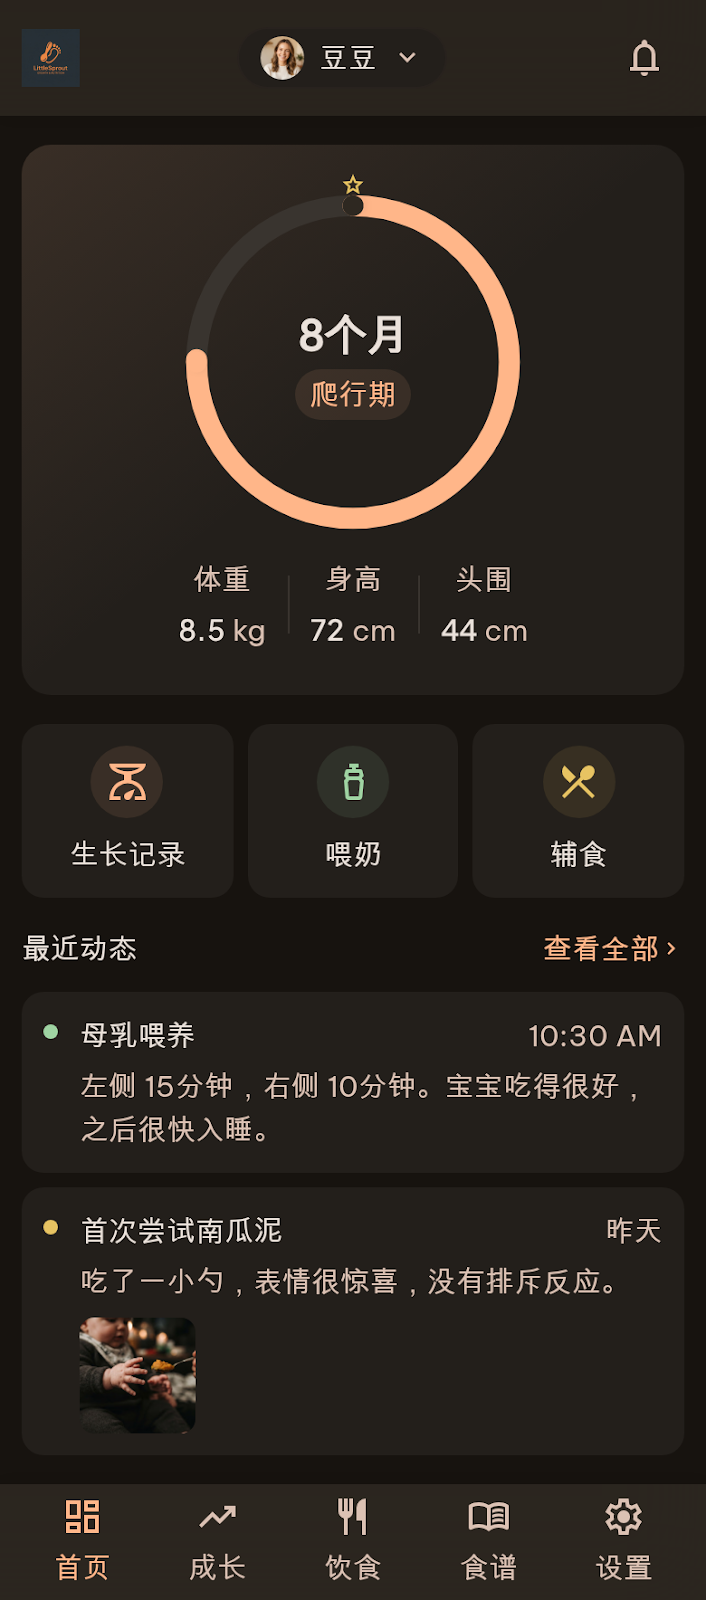 LittleSprout
豆豆
8个月
爬行期
体重 身高 头围
8.5 kg 72 cm 44 cm
生长记录 喂奶 辅食
最近动态 查看全部
母乳喂养 10:30 AM
左侧 15分钟，右侧 10分钟。宝宝吃得很好，
之后很快入睡。
首次尝试南瓜泥 昨天
吃了一小勺，表情很惊喜，没有排斥反应。
首页 成长 饮食 食谱 设置